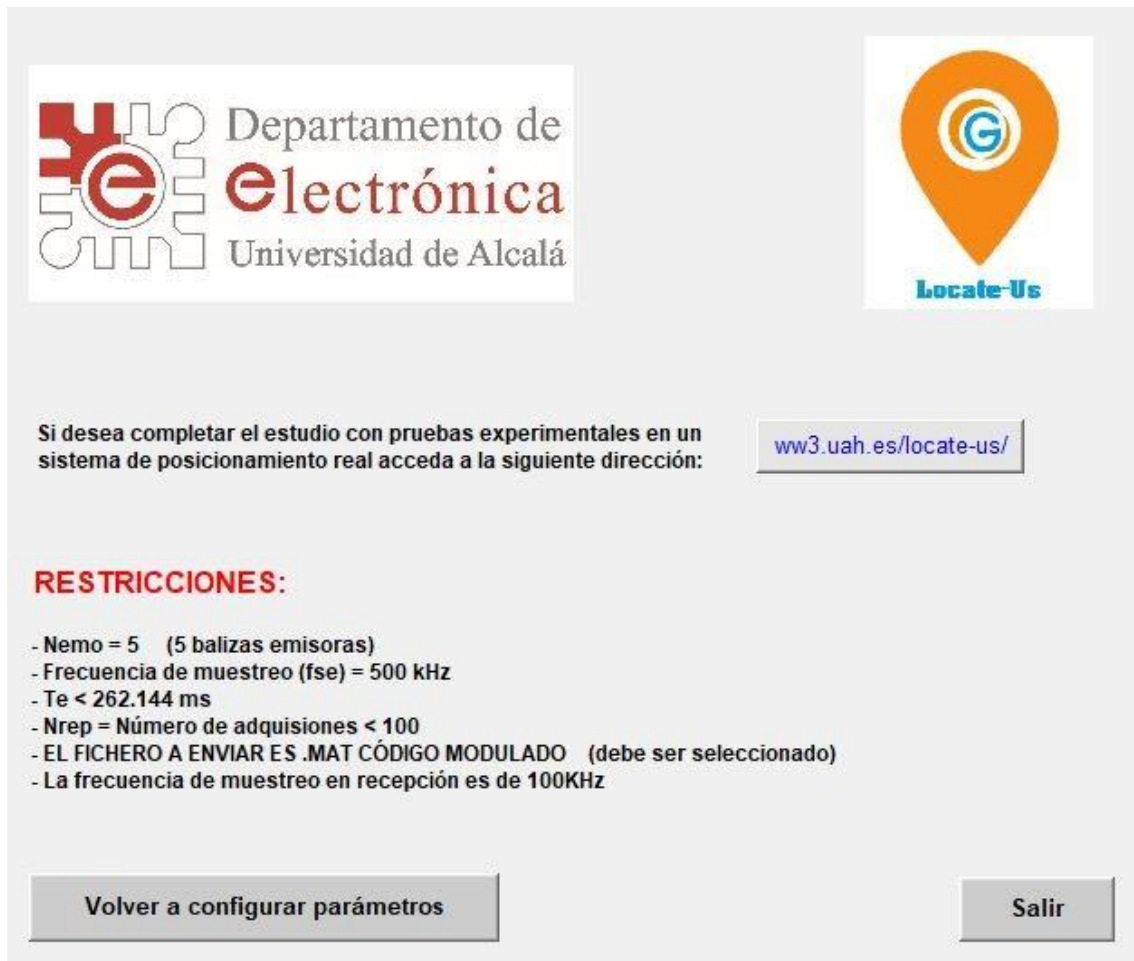 Departamento de
electrónica
Universidad de Alcalá
Locate-Us
Si desea completar el estudio con pruebas experimentales en un
sistema de posicionamiento real acceda a la siguiente dirección:
ww3.uah.es/locate-us/
RESTRICCIONES:
- Nemo = 5 (5 balizas emisoras)
- Frecuencia de muestreo (fse) = 500 kHz
- Te < 262.144 ms
- Nrep = Número de adquisiones < 100
- EL FICHERO A ENVIAR ES .MAT CÓDIGO MODULADO (debe ser seleccionado)
- La frecuencia de muestreo en recepción es de 100KHz
Volver a configurar parámetros
Salir